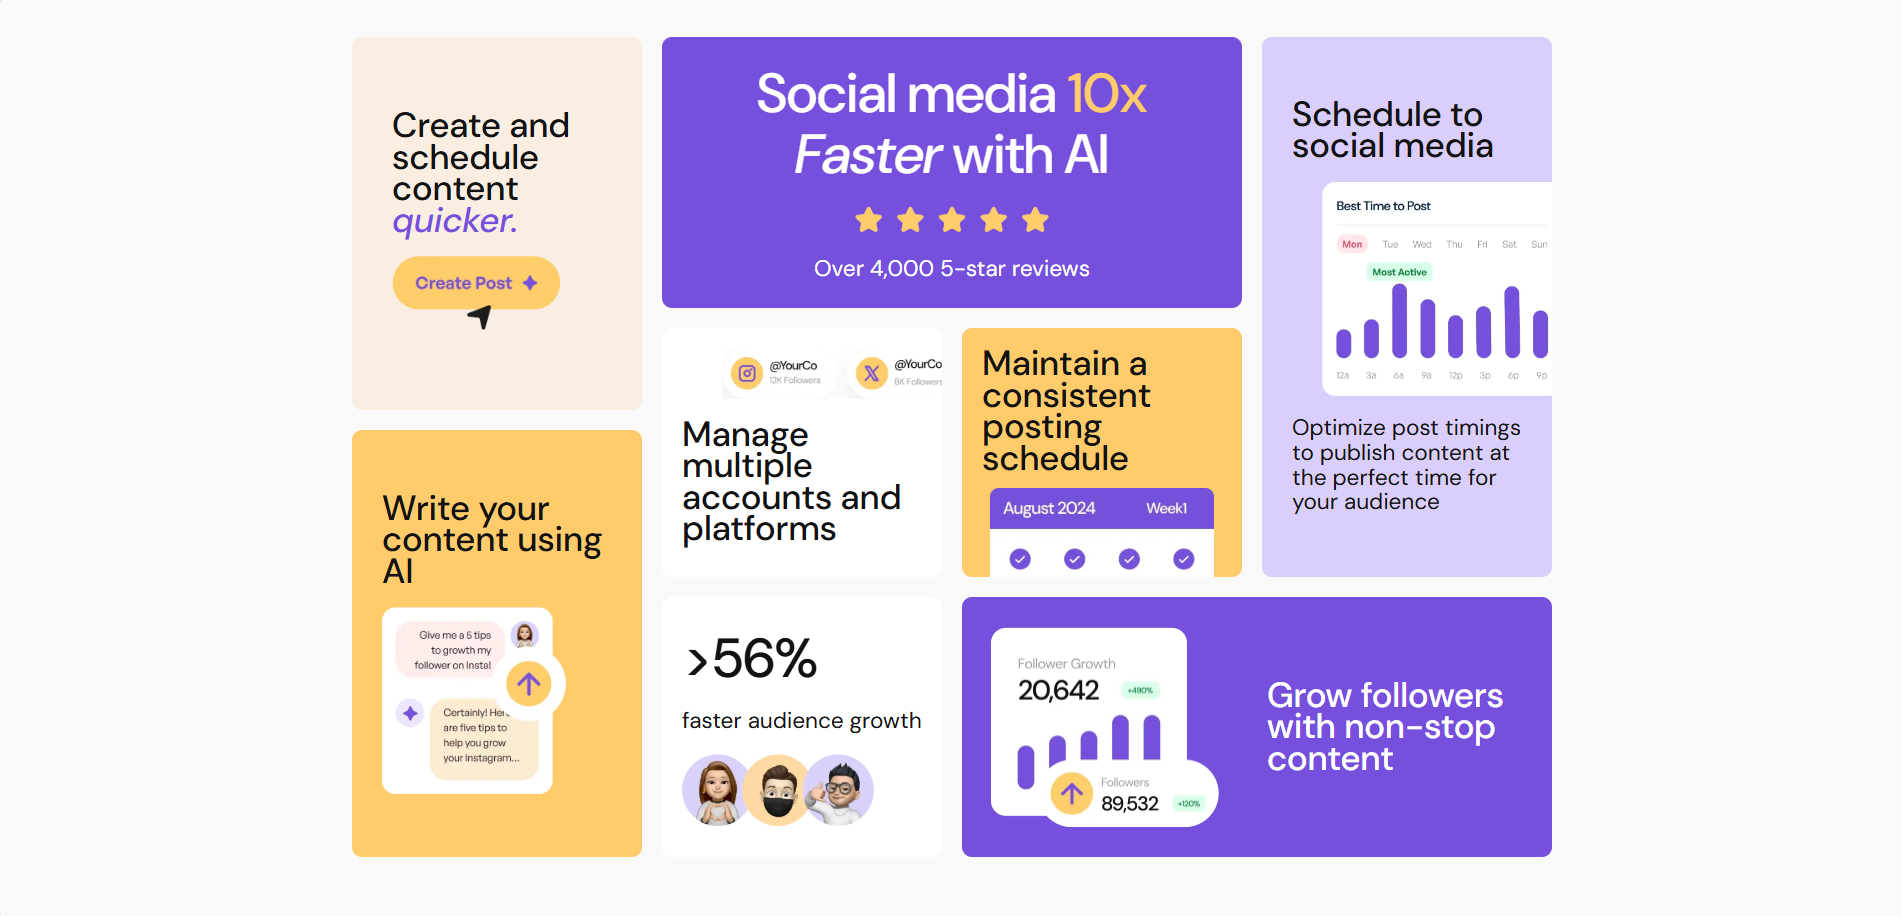 Create and
schedule
content
quicker.
Create Post
Social media 10x
Faster with AI
Over 4,000 5-star reviews
Schedule to
social media
Best Time to Post
Mon Tue Wed Thu Fri Sat Sun
Most Active
12a 3a 6a 9a 12p 3p 6p 9p
Optimize post timings
to publish content at
the perfect time for
your audience
@YourCo
12K Followers
@YourCo
8K Followers
Manage
multiple
accounts and
platforms
Maintain a
consistent
posting
schedule
August 2024 Week1
Write your
content using
AI
Give me a 5 tips
to growth my
follower on Insta!
Certainly! Here
are five tips to
help you grow
your Instagram...
>56%
faster audience growth
Follower Growth
20,642 +490%
Followers
89,532 +120%
Grow followers
with non-stop
content